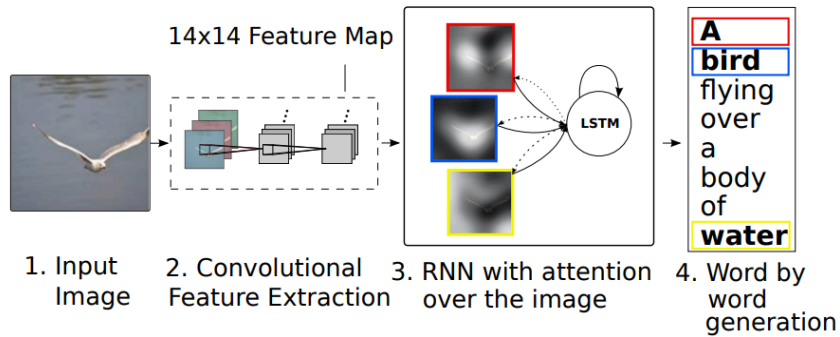 14x14 Feature Map
LSTM
A
bird
flying
over
a
body
of
water
1. Input
Image
2. Convolutional
Feature Extraction
3. RNN with attention
over the image
4. Word by
word
generation